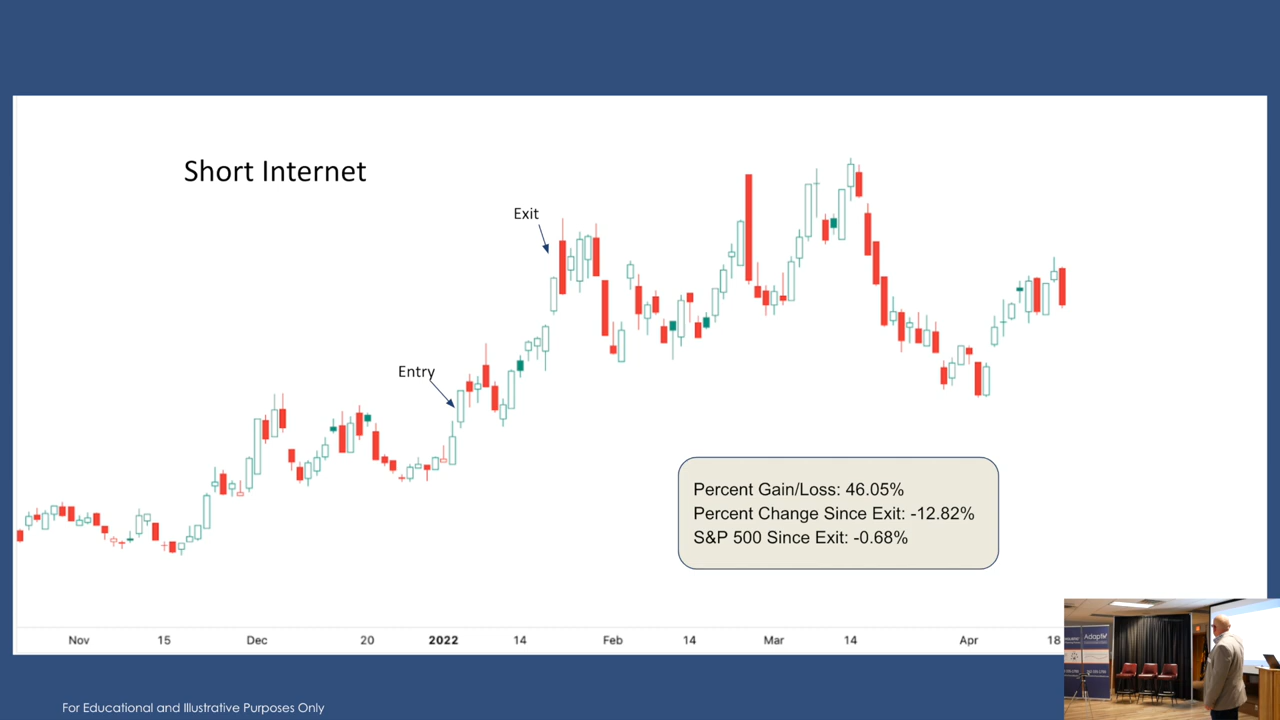 Short Internet
Exit
Entry
Percent Gain/Loss: 46.05%
Percent Change Since Exit: -12.82%
S&P 500 Since Exit: -0.68%
Nov 15 Dec 20 2022 14 Feb 14 Mar 14 Apr 18
Adaptiv
For Educational and Illustrative Purposes Only